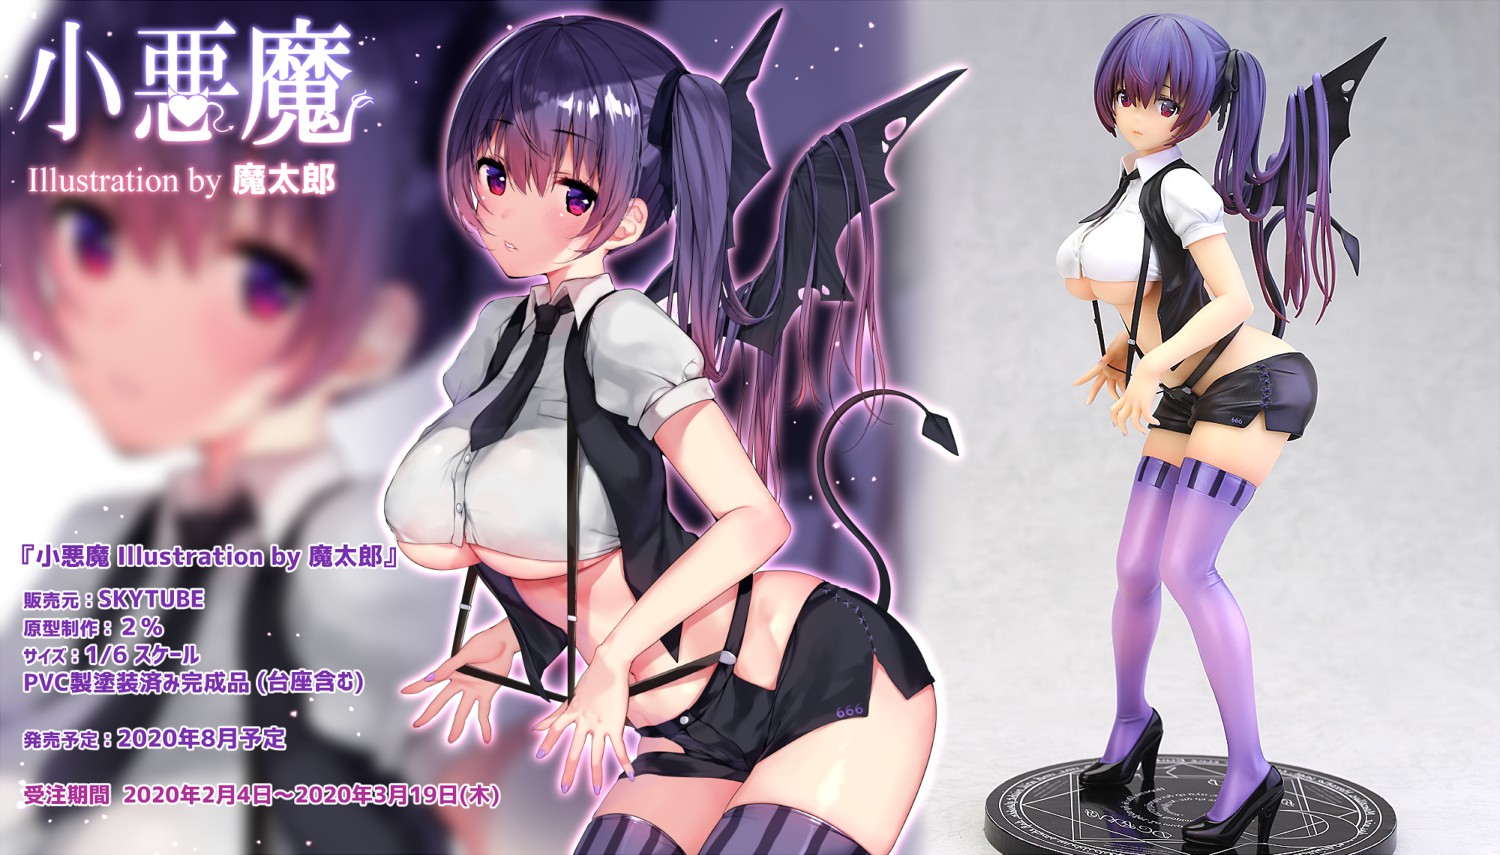 小悪魔
Illustration by 魔太郎
『小悪魔 Illustration by 魔太郎』
販売元：SKYTUBE
原型制作：２％
サイズ：1/6 スケール
PVC製塗装済み完成品 (台座含む)
発売予定：2020年8月予定
受注期間 2020年2月4日～2020年3月19日(木)
666
666